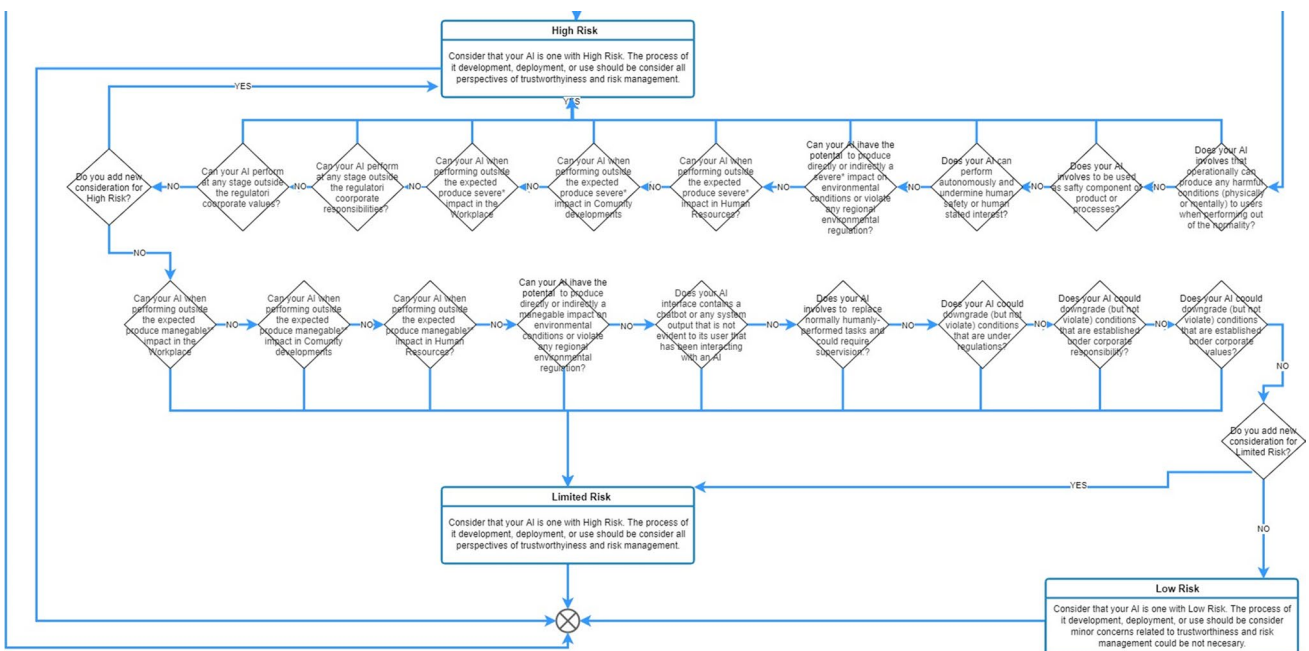 High Risk
Consider that your AI is one with High Risk. The process of
it development, deployment, or use should be consider all
perspectives of trustworthyiness and risk management.
YES
YES
Do you add new
consideration for
High Risk?
NO
Can your AI perform
at any stage outside
the regulatori
coorporate values?
NO
Can your AI perform
at any stage outside
the regulatori
coorporate
responsibilities?
NO
Can your AI when
performing outside
the expected
produce severe*
impact in the
Workplace
NO
Can your AI when
performing outside
the expected
produce severe*
impact in Comunity
developments
NO
Can your AI when
performing outside
the expected
produce severe*
impact in Human
Resources?
NO
Can your AI ihave the
potential to produce
directly or indirectly a
severe* impact on
environmental
conditions or violate
any regional
environmental
regulation?
NO
Does your AI can
perform
autonomously and
undermine human
safety or human
stated interest?
NO
Does your AI
involves to be used
as safty component of
product or
processes?
NO
Does your AI
involves that
operationally can
produce any harmful
conditions (physically
or mentally) to users
when performing out
of the normality?
NO
Can your AI when
performing outside
the expected
produce manegable**
impact in the
Workplace
NO
Can your AI when
performing outside
the expected
produce manegable**
impact in Comunity
developments
NO
Can your AI when
performing outside
the expected
produce manegable**
impact in Human
Resources?
NO
Can your AI ihave the
potential to produce
directly or indirectly a
manegable impact on
environmental
conditions or violate
any regional
environmental
regulation?
NO
Does your AI
interface contains a
chatbot or any system
output that is not
evident to its user that
has been interacting
with an AI
NO
Does your AI
involves to replace
normally humanly-
performed tasks and
could require
supervision.?
NO
Does your AI coould
downgrade (but not
violate) conditions
that are under
regulations?
NO
Does your AI coould
downgrade (but not
violate) conditions
that are established
under corporate
responsibility?
NO
Does your AI coould
downgrade (but not
violate) conditions
that are established
under corporate
values?
NO
Do you add new
consideration for
Limited Risk?
YES
NO
Limited Risk
Consider that your AI is one with High Risk. The process of
it development, deployment, or use should be consider all
perspectives of trustworthyiness and risk management.
Low Risk
Consider that your AI is one with Low Risk. The process of
it development, deployment, or use should be consider
minor concerns related to trustworthiness and risk
management could be not necesary.